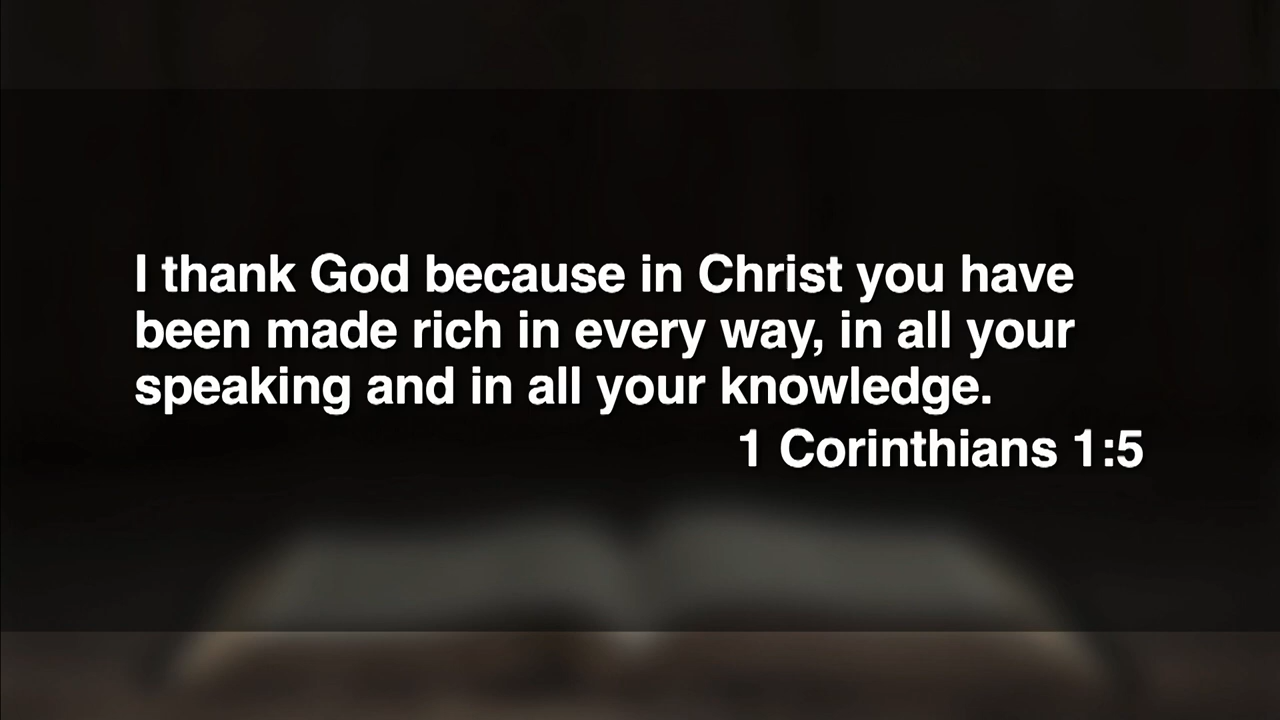 I thank God because in Christ you have
been made rich in every way, in all your
speaking and in all your knowledge.
1 Corinthians 1:5